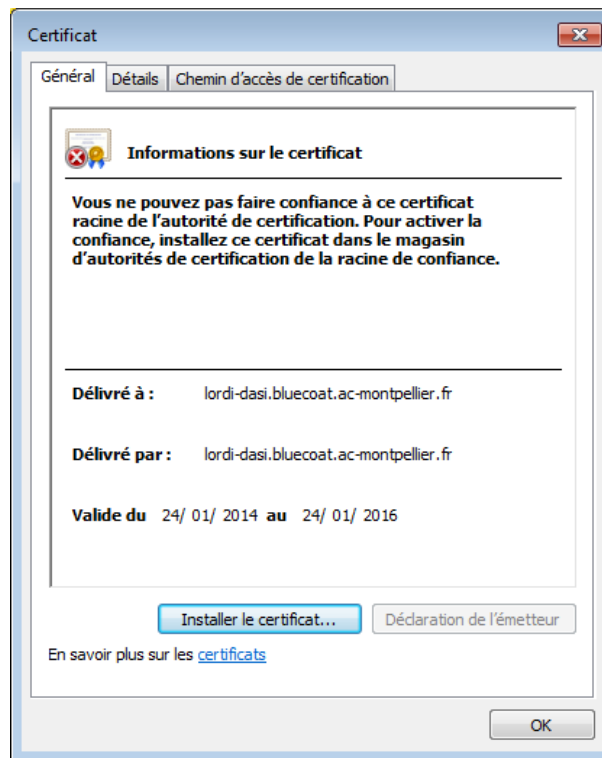 Certificat
Général
Détails
Chemin d’accès de certification
Informations sur le certificat
Vous ne pouvez pas faire confiance à ce certificat
racine de l’autorité de certification. Pour activer la
confiance, installez ce certificat dans le magasin
d’autorités de certification de la racine de confiance.
Délivré à : lordi-dasi.bluecoat.ac-montpellier.fr
Délivré par : lordi-dasi.bluecoat.ac-montpellier.fr
Valide du 24/ 01/ 2014 au 24/ 01/ 2016
Installer le certificat...
Déclaration de l’émetteur
En savoir plus sur les certificats
OK